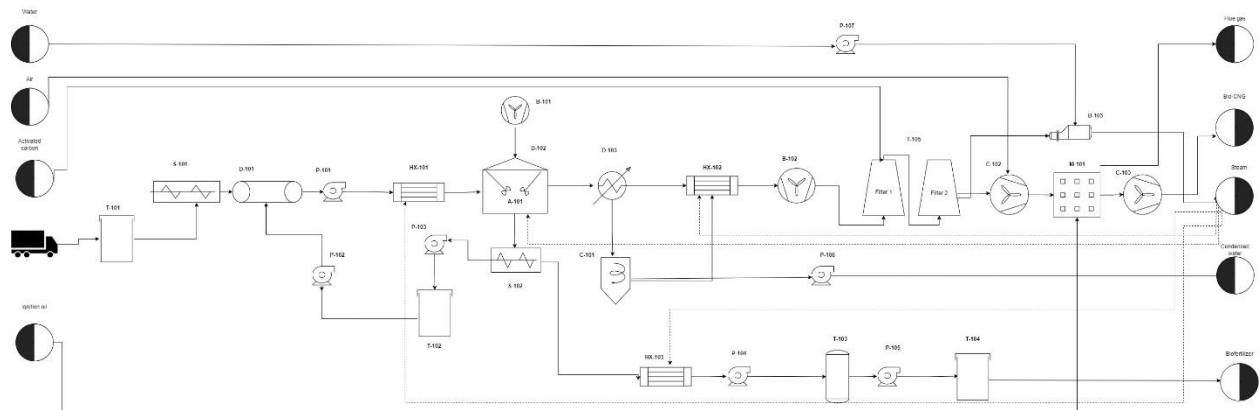 Water
Flue gas
P-107
Air
Bio-CNG
B-101
B-103
Activated
carbon
T-105
S-101
D-101
P-101
HX-101
D-102
D-103
HX-102
B-102
C-102
M-101
C-103
Steam
A-101
Filter 1
Filter 2
T-101
P-103
P-102
C-101
P-106
Condensed
water
S-102
Ignition oil
T-102
HX-103
P-104
T-103
P-105
T-104
Biofertilizer